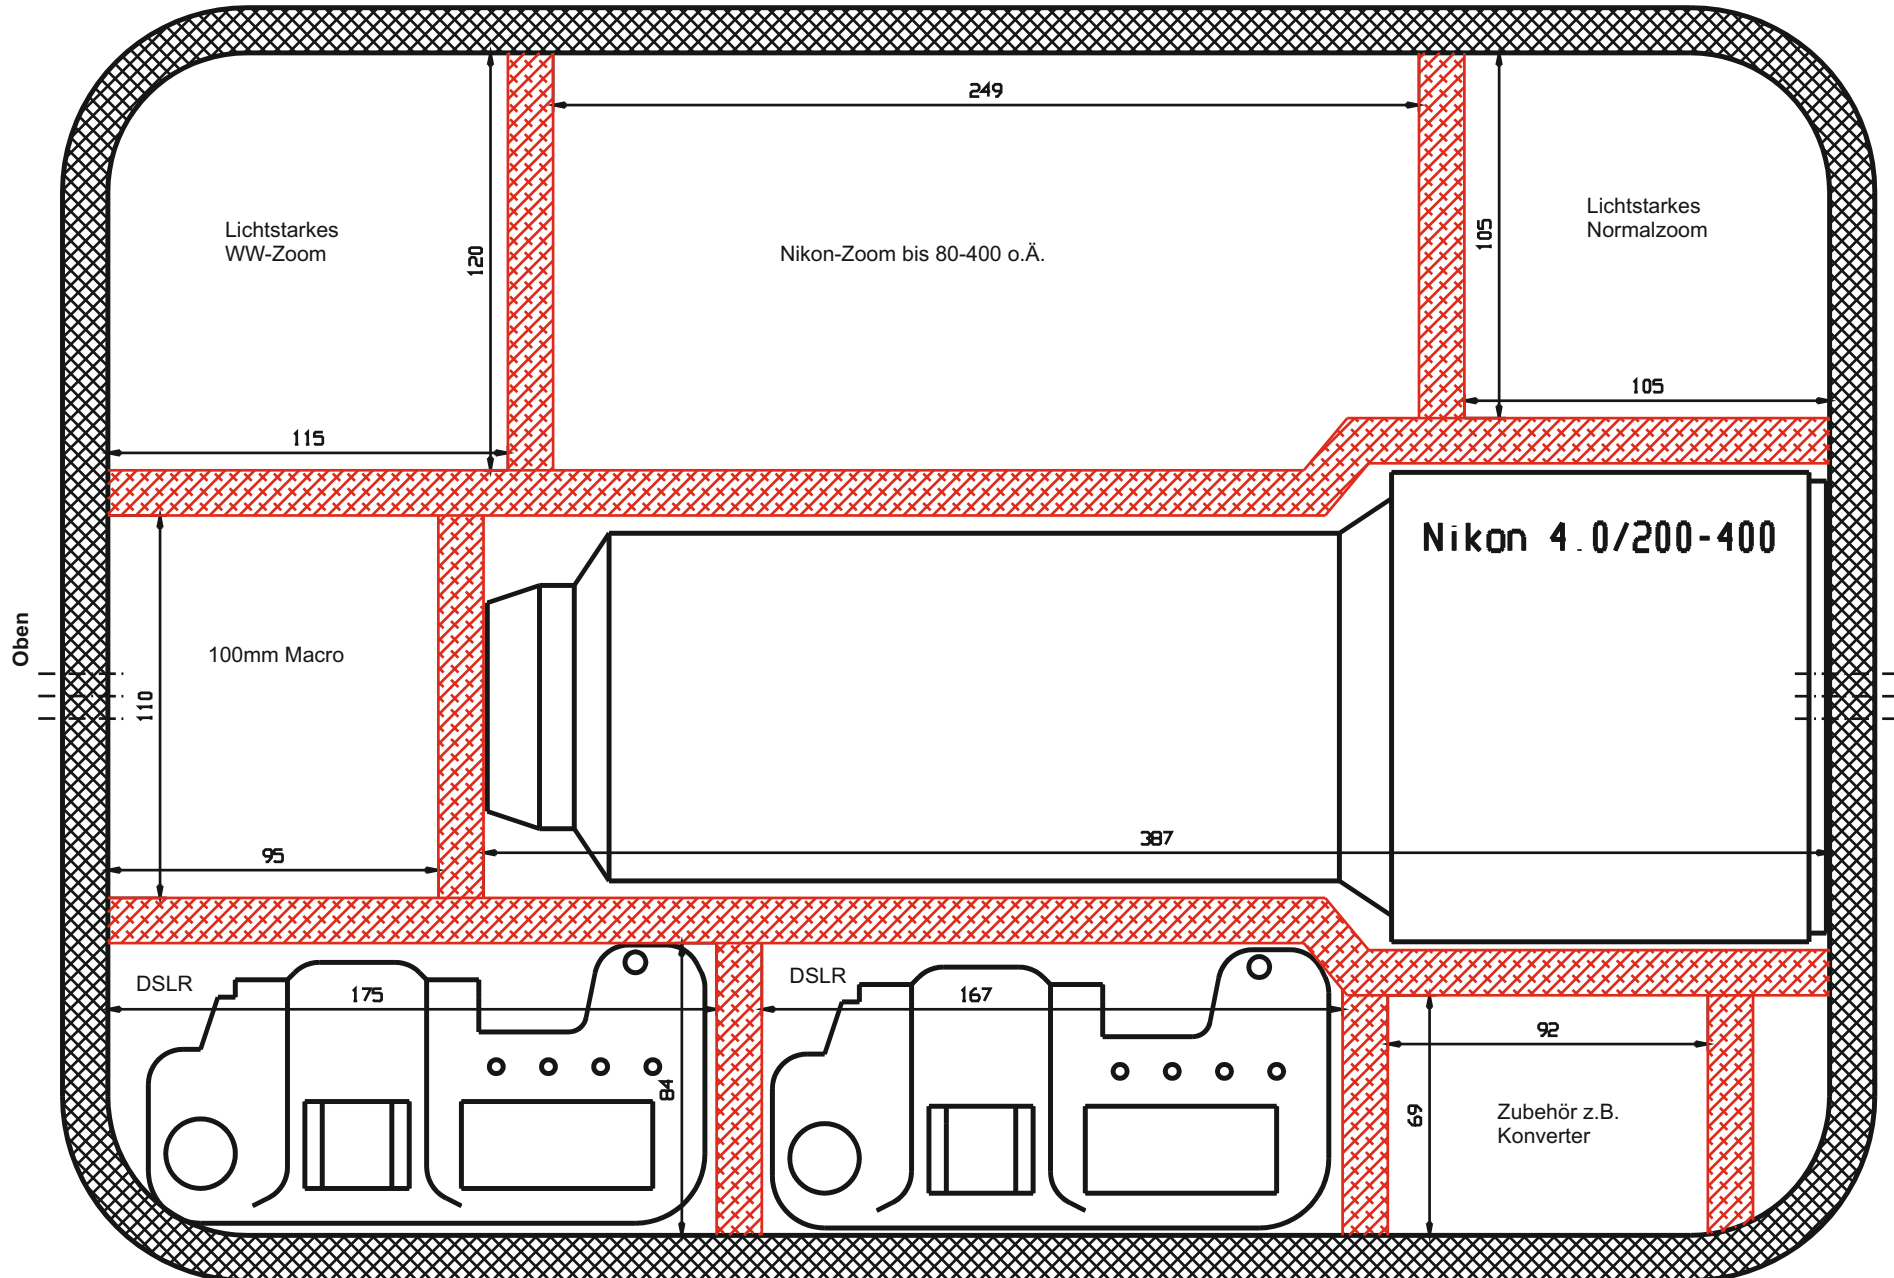 249
Lichtstarkes
WW-Zoom
120
Nikon-Zoom bis 80-400 o.Ä.
105
Lichtstarkes
Normalzoom
105
115
Nikon 4.0/200-400
Oben
100mm Macro
110
95
387
DSLR
175
84
DSLR
167
92
69
Zubehör z.B.
Konverter